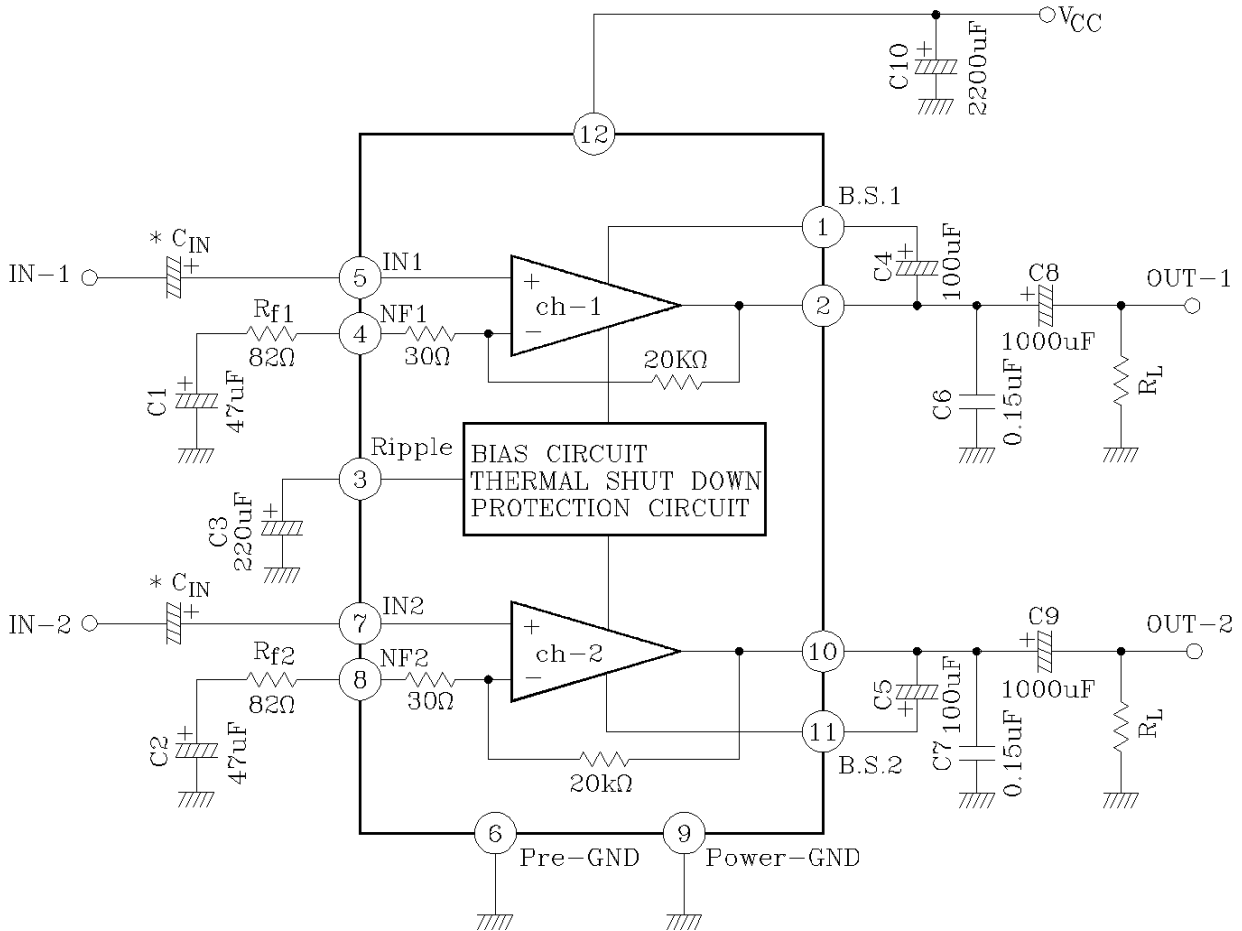 V_CC
C10
2200uF
12
B.S.1
1
* C_IN
IN-1
5
IN1
+
ch-1
−
C4
100uF
C8
OUT-1
2
1000uF
R_f1
82Ω
4
NF1
30Ω
20KΩ
C1
47uF
C6
0.15uF
R_L
Ripple
3
BIAS CIRCUIT
THERMAL SHUT DOWN
PROTECTION CIRCUIT
C3
220uF
* C_IN
IN-2
7
IN2
+
ch-2
−
10
C9
OUT-2
1000uF
R_f2
82Ω
8
NF2
30Ω
C5
100uF
11
B.S.2
C2
47uF
20kΩ
C7
0.15uF
R_L
6
Pre-GND
9
Power-GND